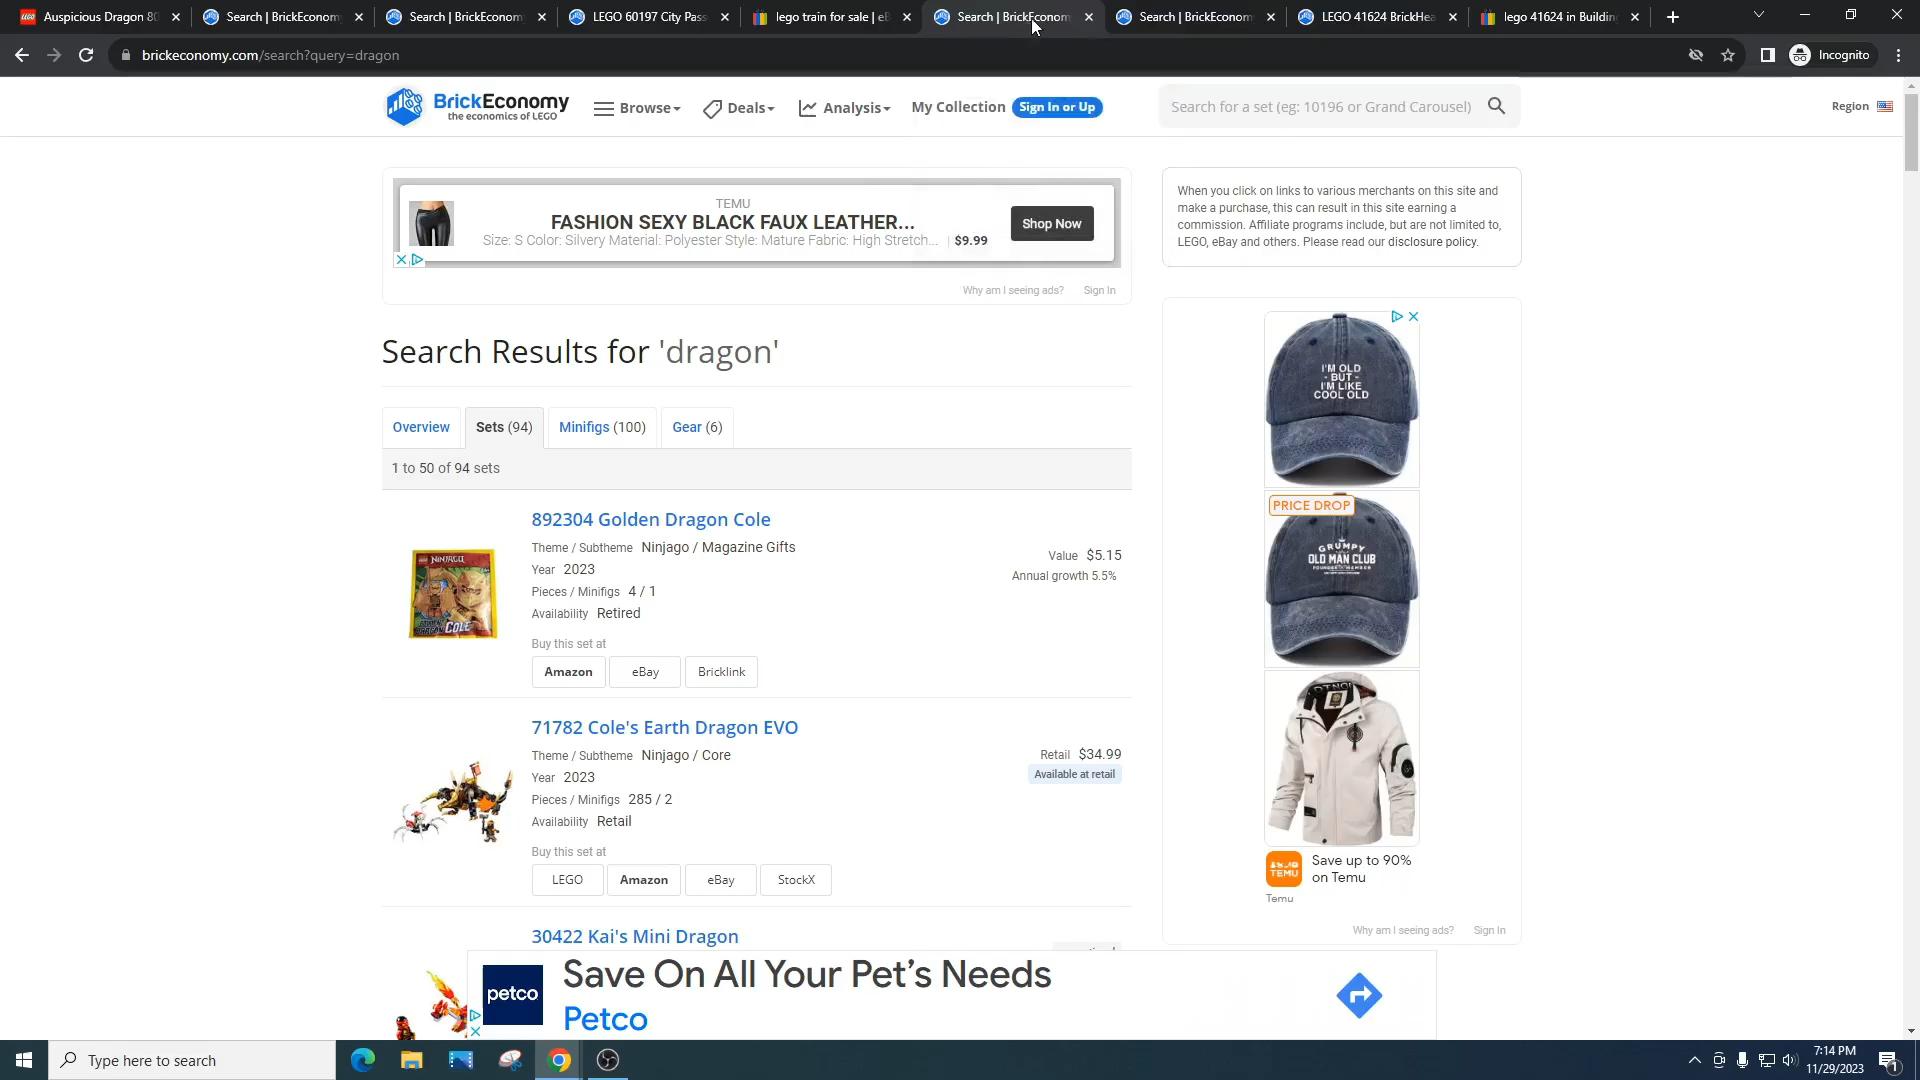 Auspicious Dragon 80
Search | BrickEconom
Search | BrickEconom
LEGO 60197 City Pass
lego train for sale | eB
Search | BrickEconom
Search | BrickEconom
LEGO 41624 BrickHea
lego 41624 in Buildin
brickeconomy.com/search?query=dragon
Incognito
BrickEconomy
the economics of LEGO
Browse
Deals
Analysis
My Collection
Sign In or Up
Search for a set (eg: 10196 or Grand Carousel)
Region
TEMU
FASHION SEXY BLACK FAUX LEATHER...
Size: S Color: Silvery Material: Polyester Style: Mature Fabric: High Stretch...
$9.99
Shop Now
Why am I seeing ads?
Sign In
When you click on links to various merchants on this site and
make a purchase, this can result in this site earning a
commission. Affiliate programs include, but are not limited to,
LEGO, eBay and others. Please read our disclosure policy.
Search Results for 'dragon'
Overview
Sets (94)
Minifigs (100)
Gear (6)
1 to 50 of 94 sets
892304 Golden Dragon Cole
Theme / Subtheme Ninjago / Magazine Gifts
Year 2023
Pieces / Minifigs 4 / 1
Availability Retired
Value $5.15
Annual growth 5.5%
Buy this set at
Amazon
eBay
Bricklink
NINJAGO
COLE
71782 Cole's Earth Dragon EVO
Theme / Subtheme Ninjago / Core
Year 2023
Pieces / Minifigs 285 / 2
Availability Retail
Retail $34.99
Available at retail
Buy this set at
LEGO
Amazon
eBay
StockX
30422 Kai's Mini Dragon
I'M OLD
- BUT -
I'M LIKE
COOL OLD
PRICE DROP
GRUMPY
OLD MAN CLUB
TEMU
Save up to 90%
on Temu
Temu
Why am I seeing ads?
Sign In
petco
Save On All Your Pet's Needs
Petco
Type here to search
7:14 PM
11/29/2023
1